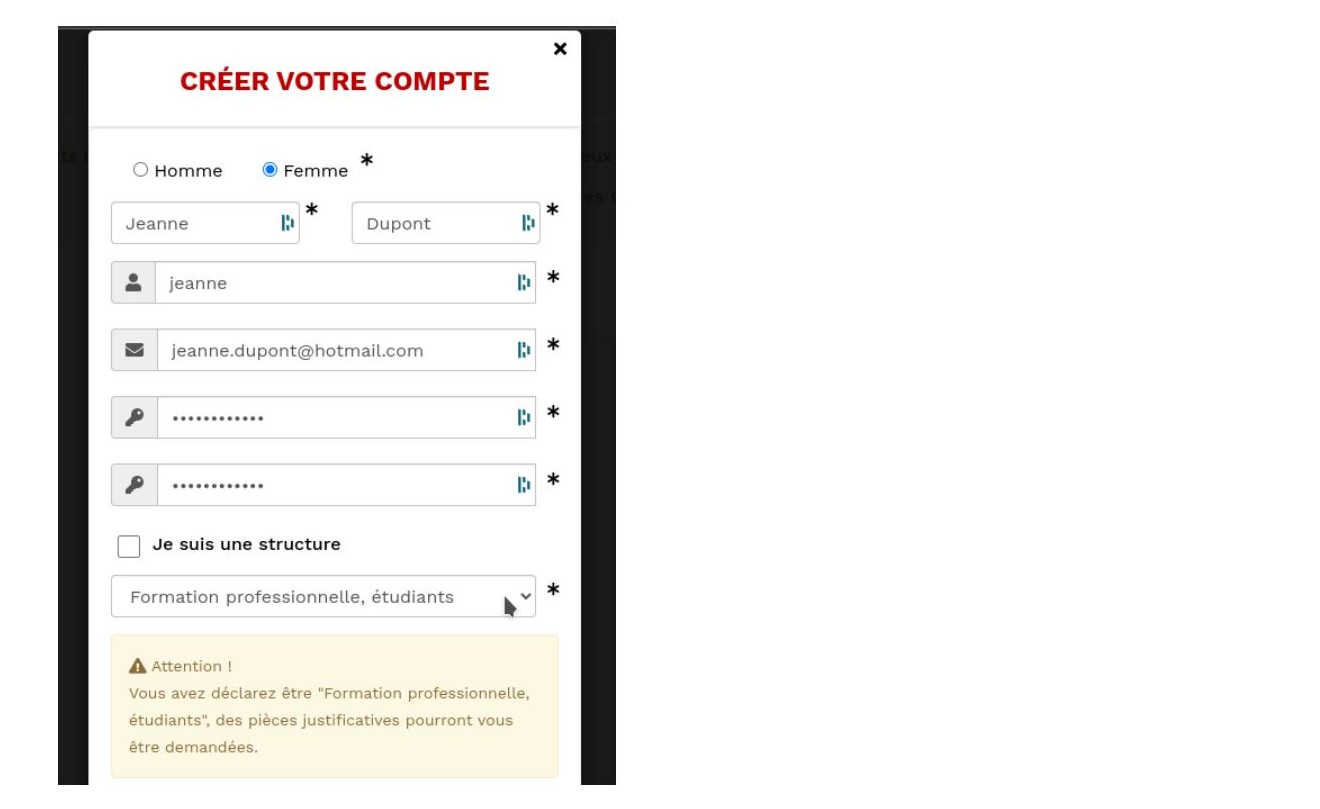 CRÉER VOTRE COMPTE
Homme Femme *
Jeanne * Dupont *
jeanne *
jeanne.dupont@hotmail.com *
•••••••••••• *
•••••••••••• *
Je suis une structure
Formation professionnelle, étudiants *
Attention !
Vous avez déclarez être "Formation professionnelle,
étudiants", des pièces justificatives pourront vous
être demandées.